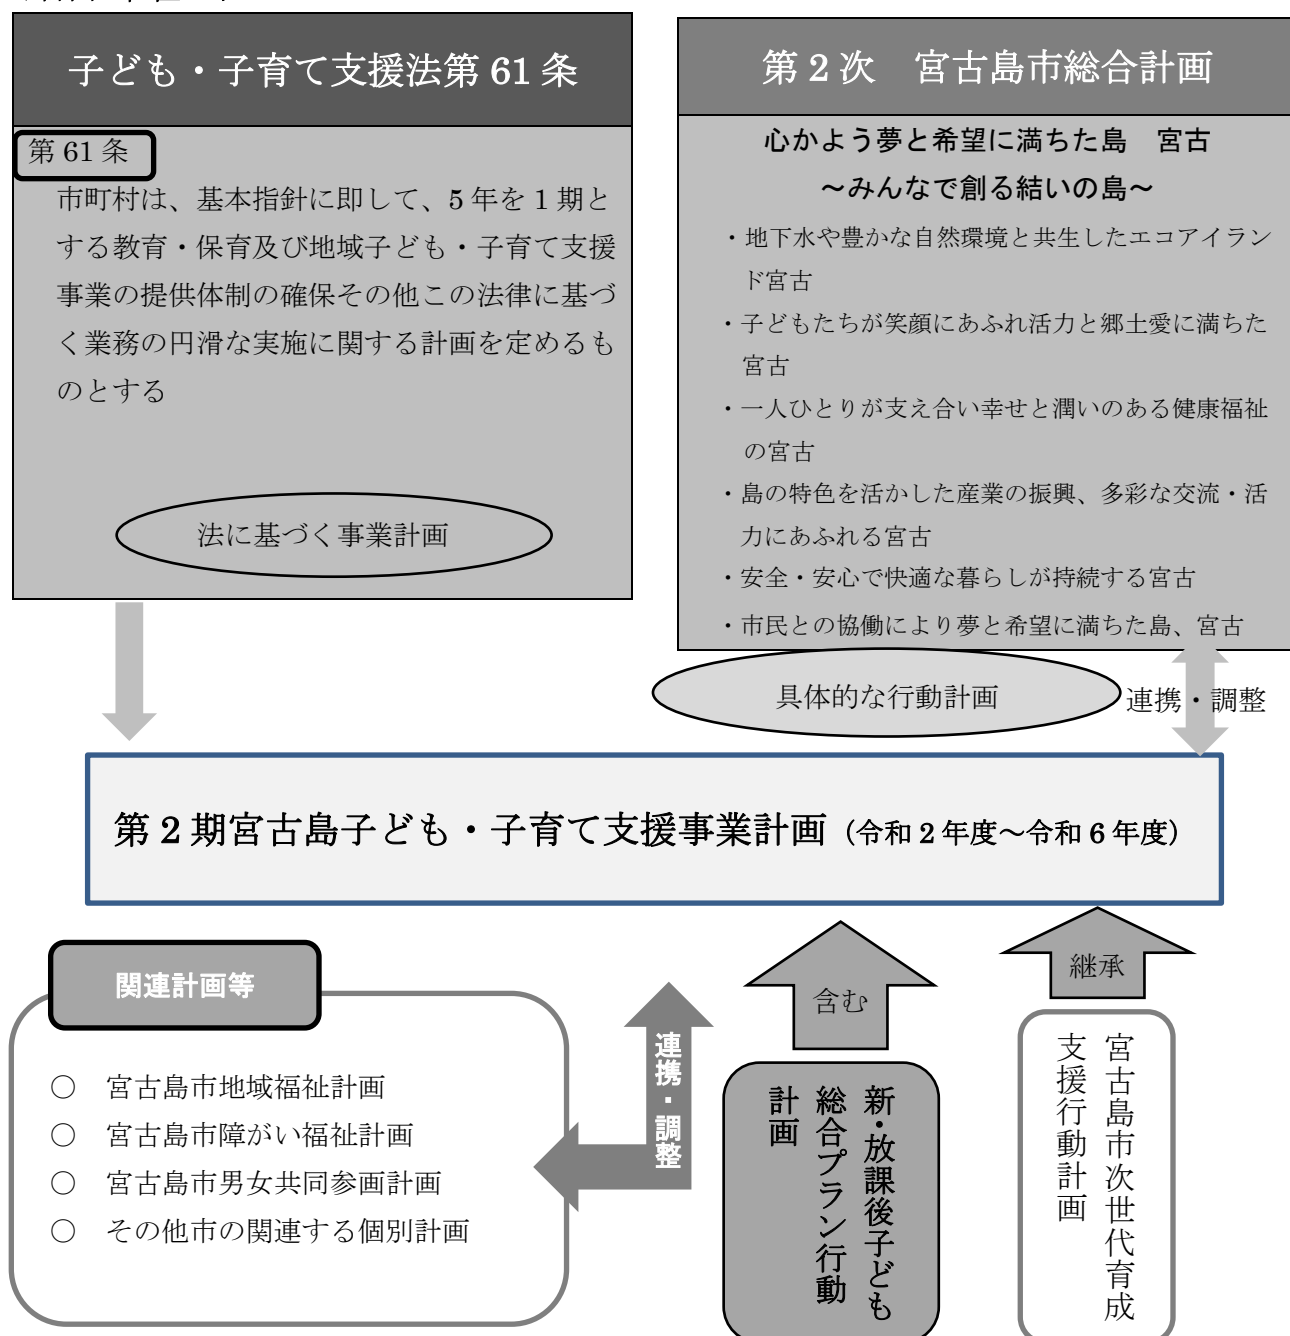 子ども・子育て支援法第 61 条
第 61 条
市町村は、基本指針に即して、5 年を 1 期と
する教育・保育及び地域子ども・子育て支援
事業の提供体制の確保その他この法律に基づ
く業務の円滑な実施に関する計画を定めるも
のとする
法に基づく事業計画
第 2 次　宮古島市総合計画
心かよう夢と希望に満ちた島　宮古
～みんなで創る結いの島～
・地下水や豊かな自然環境と共生したエコアイラン
ド宮古
・子どもたちが笑顔にあふれ活力と郷土愛に満ちた
宮古
・一人ひとりが支え合い幸せと潤いのある健康福祉
の宮古
・島の特色を活かした産業の振興、多彩な交流・活
力にあふれる宮古
・安全・安心で快適な暮らしが持続する宮古
・市民との協働により夢と希望に満ちた島、宮古
具体的な行動計画
連携・調整
第 2 期宮古島子ども・子育て支援事業計画（令和 2 年度～令和 6 年度）
関連計画等
○　宮古島市地域福祉計画
○　宮古島市障がい福祉計画
○　宮古島市男女共同参画計画
○　その他市の関連する個別計画
連携・調整
含む
新・放課後子ども
総合プラン行動
計画
継承
宮古島市次世代育成
支援行動計画